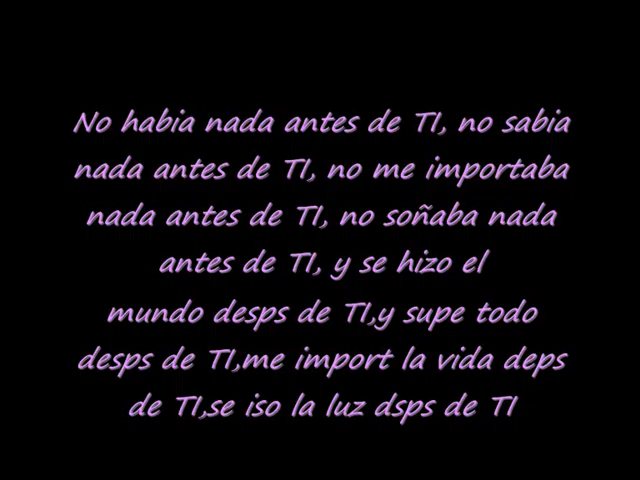 No habia nada antes de TI, no sabia
nada antes de TI, no me importaba
nada antes de TI, no soñaba nada
antes de TI, y se hizo el
mundo desps de TI,y supe todo
desps de TI,me import la vida deps
de TI,se iso la luz dsps de TI